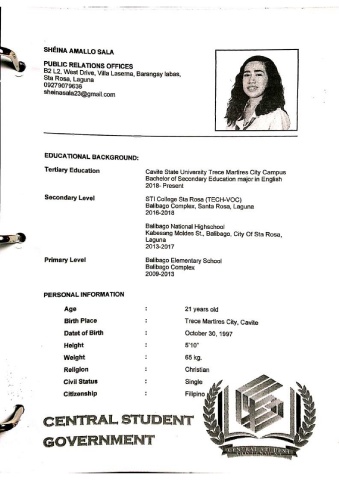 SHÉINA AMALLO SALA
PUBLIC RELATIONS OFFICES
B2 L2, West Drive, Villa Laserna, Barangay labas,
Sta Rosa, Laguna
09279079636
sheinasala23@gmail.com
EDUCATIONAL BACKGROUND:
Tertiary Education Cavite State University Trece Martires City Campus
Bachelor of Secondary Education major in English
2018- Present
Secondary Level STI College Sta Rosa (TECH-VOC)
Balibago Complex, Santa Rosa, Laguna
2016-2018
Balibago National Highschool
Kabesang Moldes St., Balibago, City Of Sta Rosa,
Laguna
2013-2017
Primary Level Balibago Elementary School
Balibago Complex
2009-2013
PERSONAL INFORMATION
Age : 21 years old
Birth Place : Trece Martires City, Cavite
Datet of Birth : October 30, 1997
Height : 5'10"
Weight : 65 kg.
Religion : Christian
Civil Status : Single
Citizenship : Filipino
CENTRAL STUDENT
GOVERNMENT
CENTRAL STUDENT